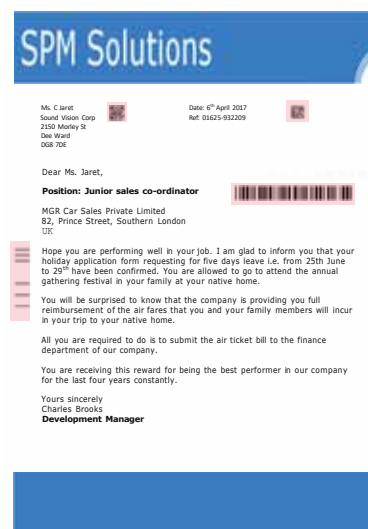 SPM Solutions
Ms. C Jaret
Sound Vision Corp
2150 Morley St
Dee Ward
DG8 7DE
Date: 6th April 2017
Ref: 01625-932209
Dear Ms. Jaret,
Position: Junior sales co-ordinator
MGR Car Sales Private Limited
82, Prince Street, Southern London
UK
Hope you are performing well in your job. I am glad to inform you that your
holiday application form requesting for five days leave i.e. from 25th June
to 29th have been confirmed. You are allowed to go to attend the annual
gathering festival in your family at your native home.
You will be surprised to know that the company is providing you full
reimbursement of the air fares that you and your family members will incur
in your trip to your native home.
All you are required to do is to submit the air ticket bill to the finance
department of our company.
You are receiving this reward for being the best performer in our company
for the last four years constantly.
Yours sincerely
Charles Brooks
Development Manager